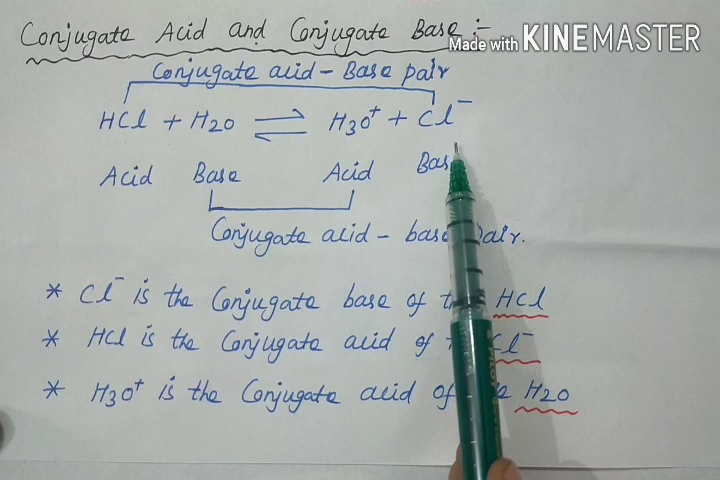 Conjugate Acid and Conjugate Base :-
Made with KINEMASTER
Conjugate acid - Base pair
HCl + H2O ⇌ H3O+ + Cl-
Acid Base Acid
Conjugate acid - base
* Cl- is the Conjugate base of HCl
* HCl is the Conjugate acid of Cl-
* H3O+ is the Conjugate acid H2O